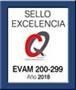 SELLO
EXCELENCIA
EVAM 200-299
Año 2018